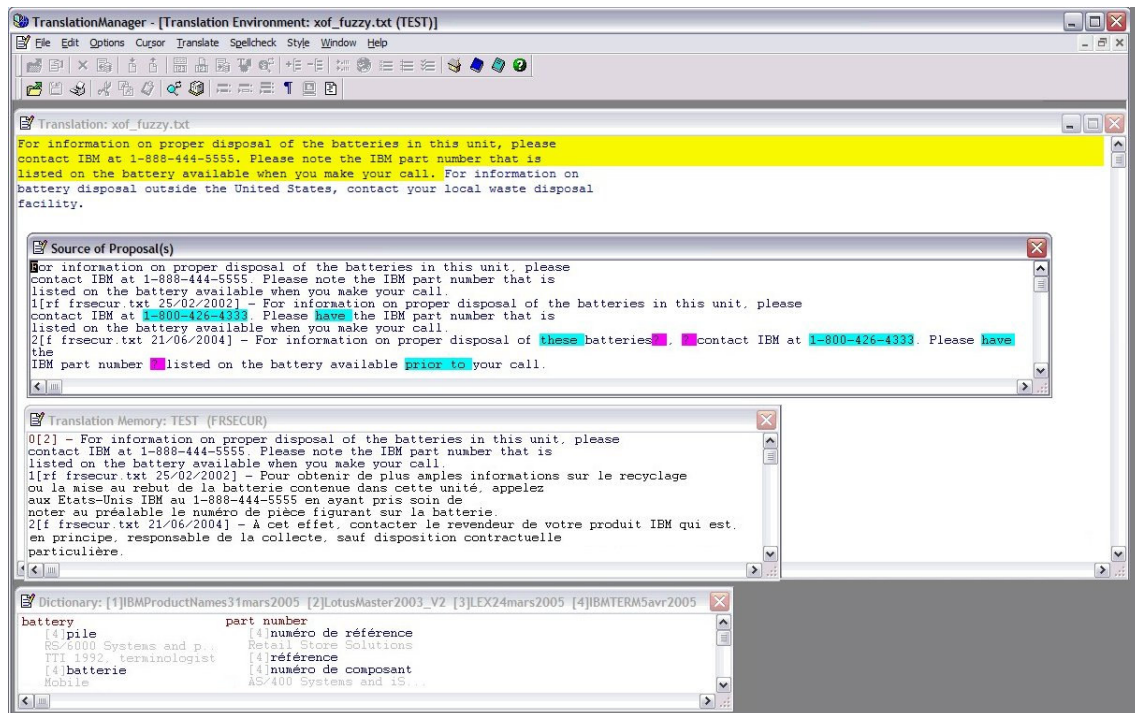 TranslationManager - [Translation Environment: xof_fuzzy.txt (TEST)]
File Edit Options Cursor Translate Spellcheck Style Window Help
Translation: xof_fuzzy.txt
For information on proper disposal of the batteries in this unit, please
contact IBM at 1-888-444-5555. Please note the IBM part number that is
listed on the battery available when you make your call. For information on
battery disposal outside the United States, contact your local waste disposal
facility.
Source of Proposal(s)
For information on proper disposal of the batteries in this unit, please
contact IBM at 1-888-444-5555. Please note the IBM part number that is
listed on the battery available when you make your call.
1[rf frsecur.txt 25/02/2002] - For information on proper disposal of the batteries in this unit, please
contact IBM at 1-800-426-4333. Please have the IBM part number that is
listed on the battery available when you make your call.
2[f frsecur.txt 21/06/2004] - For information on proper disposal of these batteries? , ? contact IBM at 1-800-426-4333. Please have
the
IBM part number ? listed on the battery available prior to your call.
Translation Memory: TEST (FRSECUR)
0[2] - For information on proper disposal of the batteries in this unit, please
contact IBM at 1-888-444-5555. Please note the IBM part number that is
listed on the battery available when you make your call.
1[rf frsecur.txt 25/02/2002] - Pour obtenir de plus amples informations sur le recyclage
ou la mise au rebut de la batterie contenue dans cette unité, appelez
aux Etats-Unis IBM au 1-888-444-5555 en ayant pris soin de
noter au préalable le numéro de pièce figurant sur la batterie.
2[f frsecur.txt 21/06/2004] - A cet effet, contacter le revendeur de votre produit IBM qui est,
en principe, responsable de la collecte, sauf disposition contractuelle
particulière.
Dictionary: [1]IBMProductNames31mars2005 [2]LotusMaster2003_V2 [3]LEX24mars2005 [4]IBMTERM5avr2005
battery part number
[4]pile [4]numéro de référence
RS/6000 Systems and p.. Retail Store Solutions
TTI 1992, terminologist [4]référence
[4]batterie [4]numéro de composant
Mobile AS/400 Systems and iS...